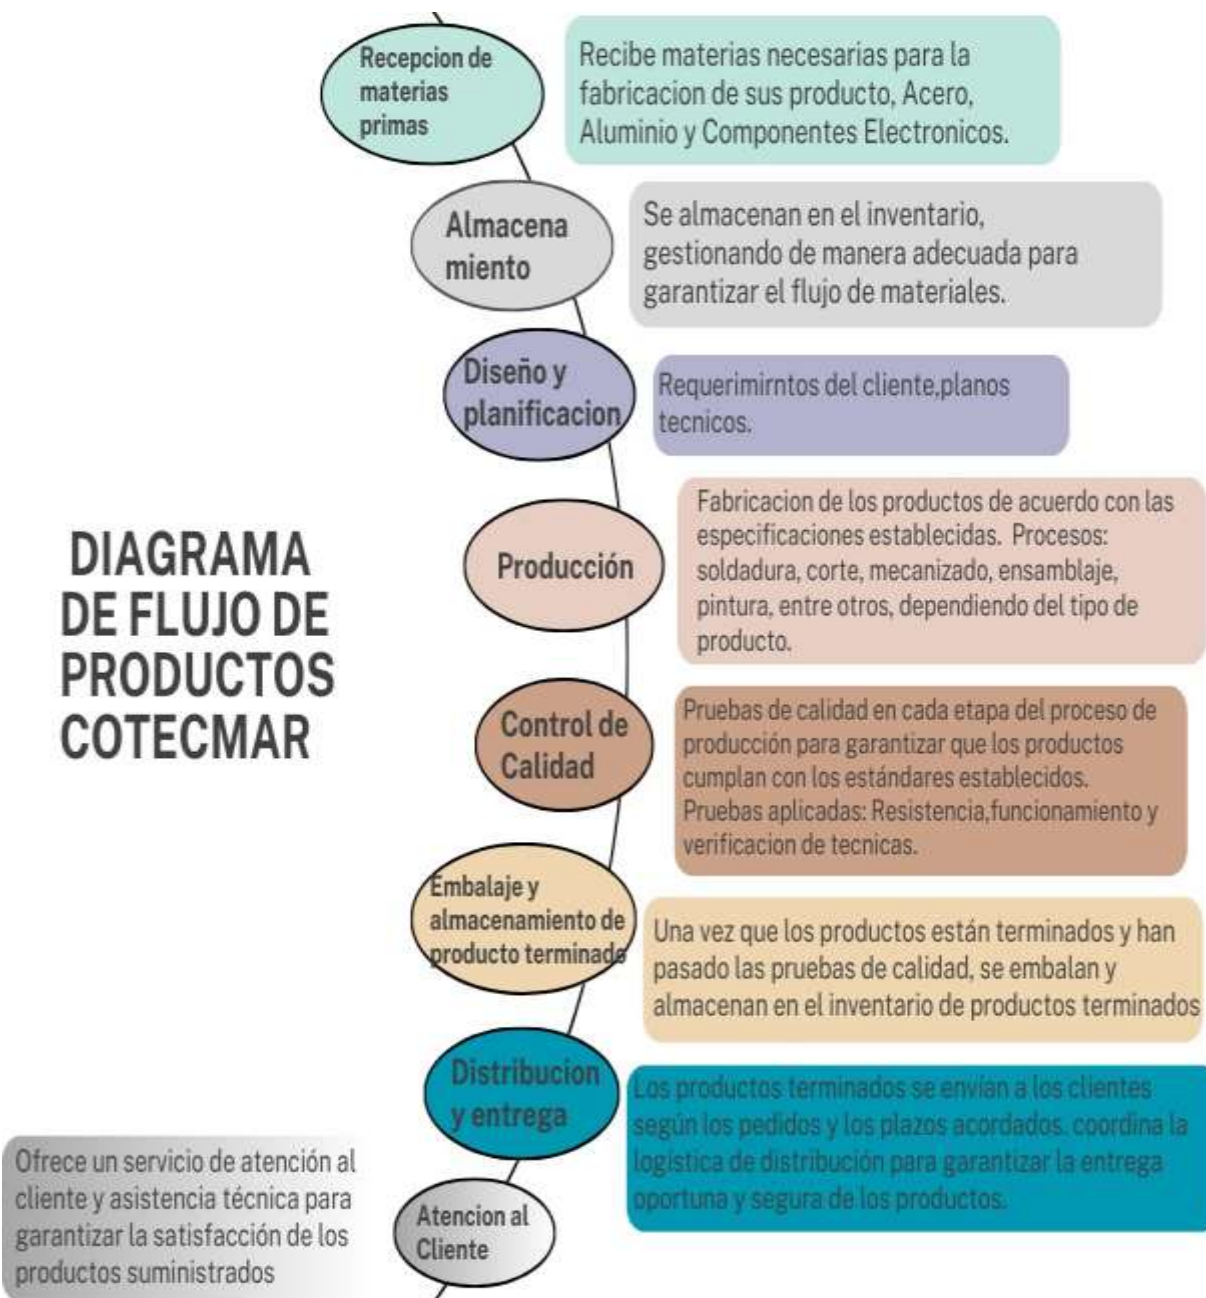 Recepcion de
materias
primas
Recibe materias necesarias para la
fabricacion de sus producto, Acero,
Aluminio y Componentes Electronicos.
Almacena
miento
Se almacenan en el inventario,
gestionando de manera adecuada para
garantizar el flujo de materiales.
Diseño y
planificacion
Requerimirntos del cliente,planos
tecnicos.
DIAGRAMA
DE FLUJO DE
PRODUCTOS
COTECMAR
Producción
Fabricacion de los productos de acuerdo con las
especificaciones establecidas. Procesos:
soldadura, corte, mecanizado, ensamblaje,
pintura, entre otros, dependiendo del tipo de
producto.
Control de
Calidad
Pruebas de calidad en cada etapa del proceso de
producción para garantizar que los productos
cumplan con los estándares establecidos.
Pruebas aplicadas: Resistencia,funcionamiento y
verificacion de tecnicas.
Embalaje y
almacenamiento de
producto terminado
Una vez que los productos están terminados y han
pasado las pruebas de calidad, se embalan y
almacenan en el inventario de productos terminados
Distribucion
y entrega
Los productos terminados se envían a los clientes
según los pedidos y los plazos acordados. coordina la
logística de distribución para garantizar la entrega
oportuna y segura de los productos.
Atencion al
Cliente
Ofrece un servicio de atención al
cliente y asistencia técnica para
garantizar la satisfacción de los
productos suministrados